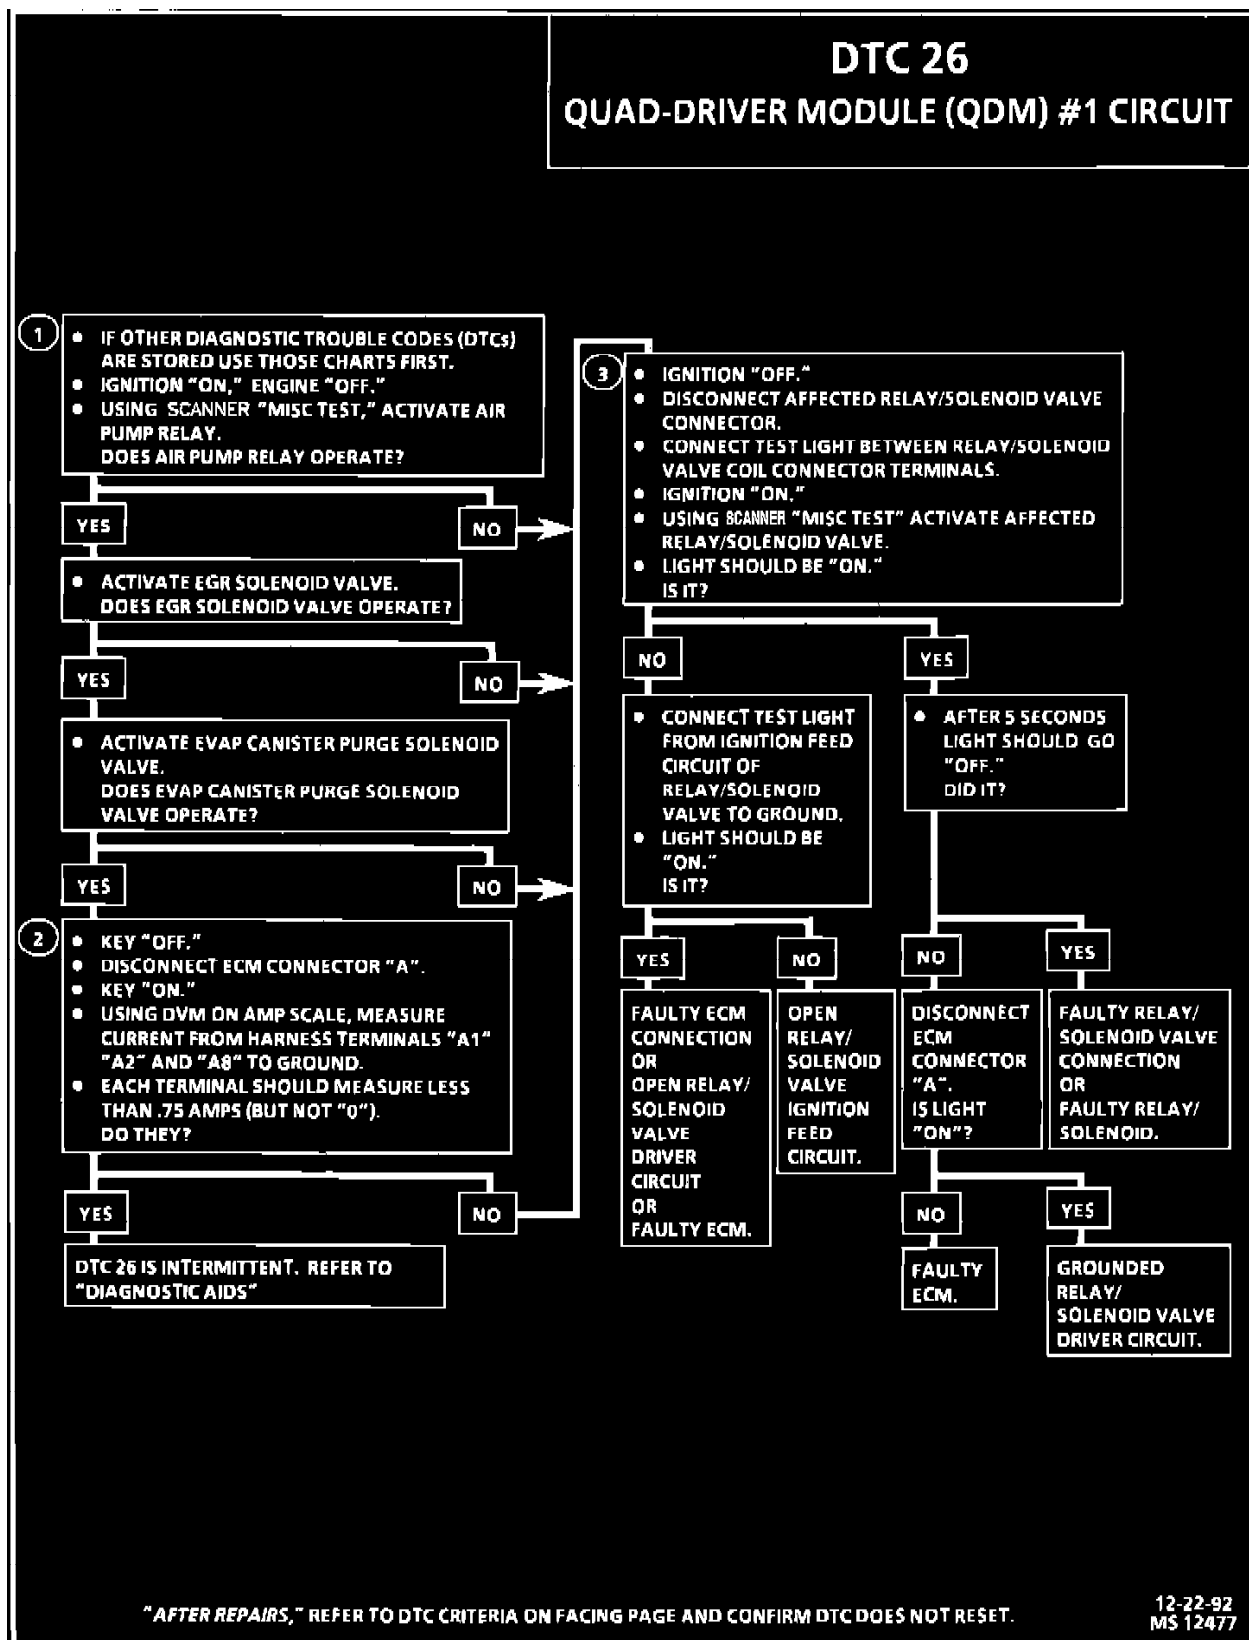 DTC 26
QUAD-DRIVER MODULE (QDM) #1 CIRCUIT
1
• IF OTHER DIAGNOSTIC TROUBLE CODES (DTCs)
ARE STORED USE THOSE CHARTS FIRST.
• IGNITION "ON," ENGINE "OFF."
• USING SCANNER "MISC TEST," ACTIVATE AIR
PUMP RELAY.
DOES AIR PUMP RELAY OPERATE?
YES
NO
• ACTIVATE EGR SOLENOID VALVE.
DOES EGR SOLENOID VALVE OPERATE?
YES
NO
• ACTIVATE EVAP CANISTER PURGE SOLENOID
VALVE.
DOES EVAP CANISTER PURGE SOLENOID
VALVE OPERATE?
YES
NO
2
• KEY "OFF."
• DISCONNECT ECM CONNECTOR "A".
• KEY "ON."
• USING DVM ON AMP SCALE, MEASURE
CURRENT FROM HARNESS TERMINALS "A1"
"A2" AND "A8" TO GROUND.
• EACH TERMINAL SHOULD MEASURE LESS
THAN .75 AMPS (BUT NOT "0").
DO THEY?
YES
NO
DTC 26 IS INTERMITTENT. REFER TO
"DIAGNOSTIC AIDS"
3
• IGNITION "OFF."
• DISCONNECT AFFECTED RELAY/SOLENOID VALVE
CONNECTOR.
• CONNECT TEST LIGHT BETWEEN RELAY/SOLENOID
VALVE COIL CONNECTOR TERMINALS.
• IGNITION "ON."
• USING SCANNER "MISC TEST" ACTIVATE AFFECTED
RELAY/SOLENOID VALVE.
• LIGHT SHOULD BE "ON."
IS IT?
NO
YES
• CONNECT TEST LIGHT
FROM IGNITION FEED
CIRCUIT OF
RELAY/SOLENOID
VALVE TO GROUND.
• LIGHT SHOULD BE
"ON."
IS IT?
• AFTER 5 SECONDS
LIGHT SHOULD GO
"OFF."
DID IT?
YES
NO
NO
YES
FAULTY ECM
CONNECTION
OR
OPEN RELAY/
SOLENOID
VALVE
DRIVER
CIRCUIT
OR
FAULTY ECM.
OPEN
RELAY/
SOLENOID
VALVE
IGNITION
FEED
CIRCUIT.
DISCONNECT
ECM
CONNECTOR
"A".
IS LIGHT
"ON"?
FAULTY RELAY/
SOLENOID VALVE
CONNECTION
OR
FAULTY RELAY/
SOLENOID.
NO
YES
FAULTY
ECM.
GROUNDED
RELAY/
SOLENOID VALVE
DRIVER CIRCUIT.
"AFTER REPAIRS," REFER TO DTC CRITERIA ON FACING PAGE AND CONFIRM DTC DOES NOT RESET.
12-22-92
MS 12477